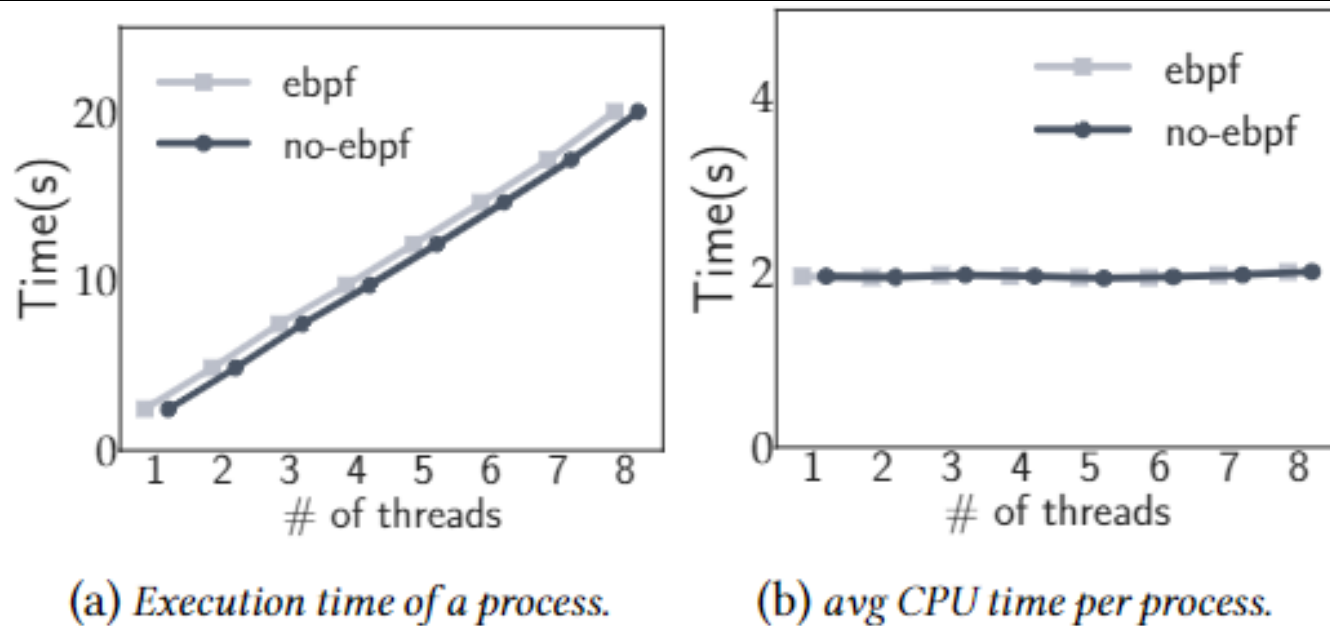 Time(s)
20
10
0
ebpf
no-ebpf
1 2 3 4 5 6 7 8
# of threads
(a) Execution time of a process.
Time(s)
4
2
0
ebpf
no-ebpf
1 2 3 4 5 6 7 8
# of threads
(b) avg CPU time per process.